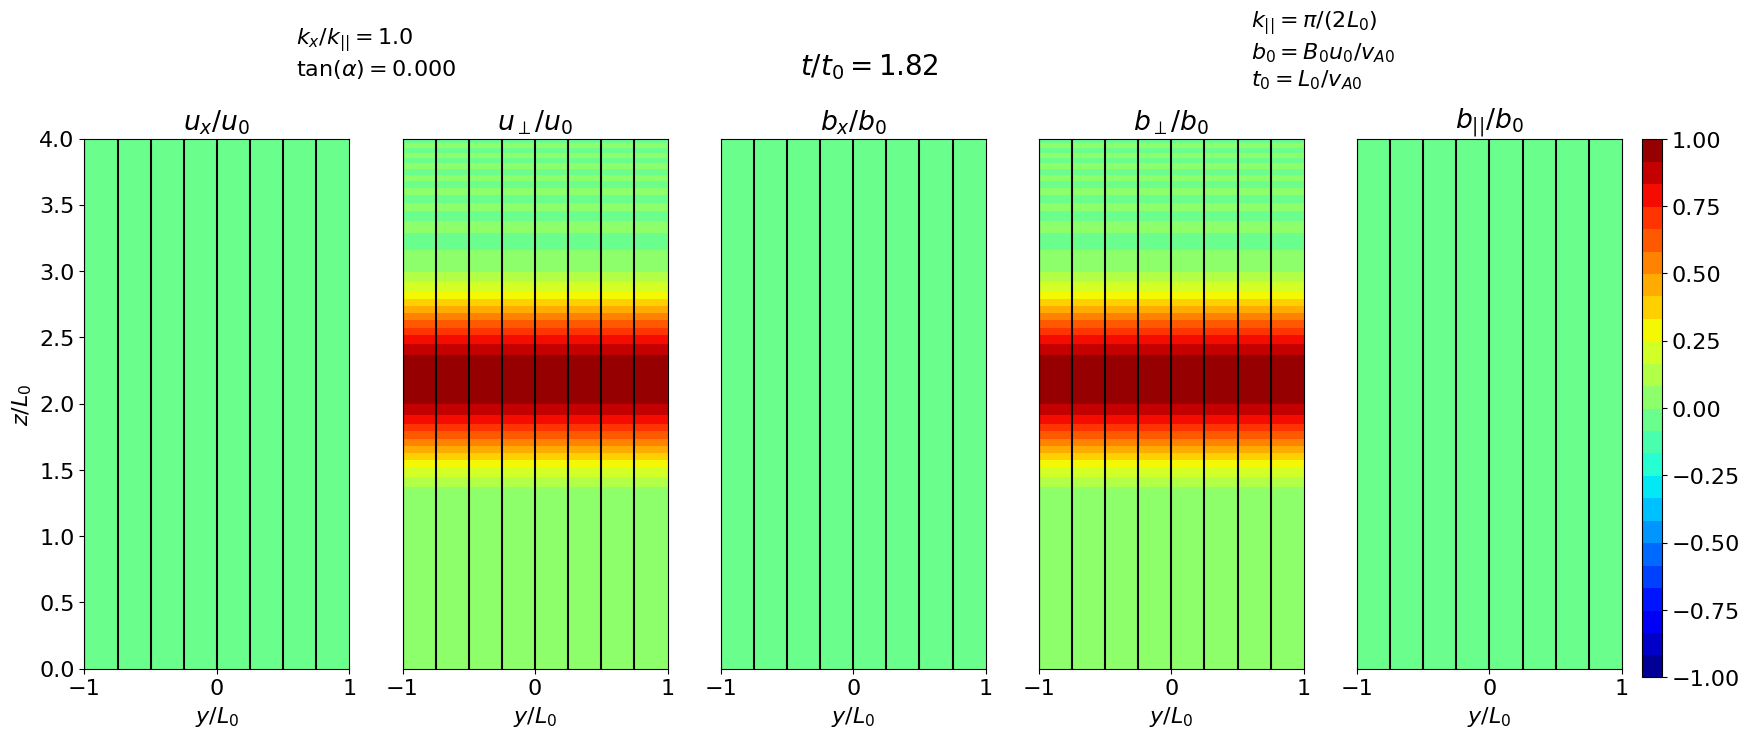 k_x/k_{||} = 1.0
tan(α) = 0.000
t/t_0 = 1.82
k_{||} = π/(2L_0)
b_0 = B_0u_0/v_{A0}
t_0 = L_0/v_{A0}
u_x/u_0
u_⊥/u_0
b_x/b_0
b_⊥/b_0
b_{||}/b_0
z/L_0
4.0
3.5
3.0
2.5
2.0
1.5
1.0
0.5
0.0
−1 0 1
−1 0 1
−1 0 1
−1 0 1
−1 0 1
y/L_0
y/L_0
y/L_0
y/L_0
y/L_0
1.00
0.75
0.50
0.25
0.00
−0.25
−0.50
−0.75
−1.00